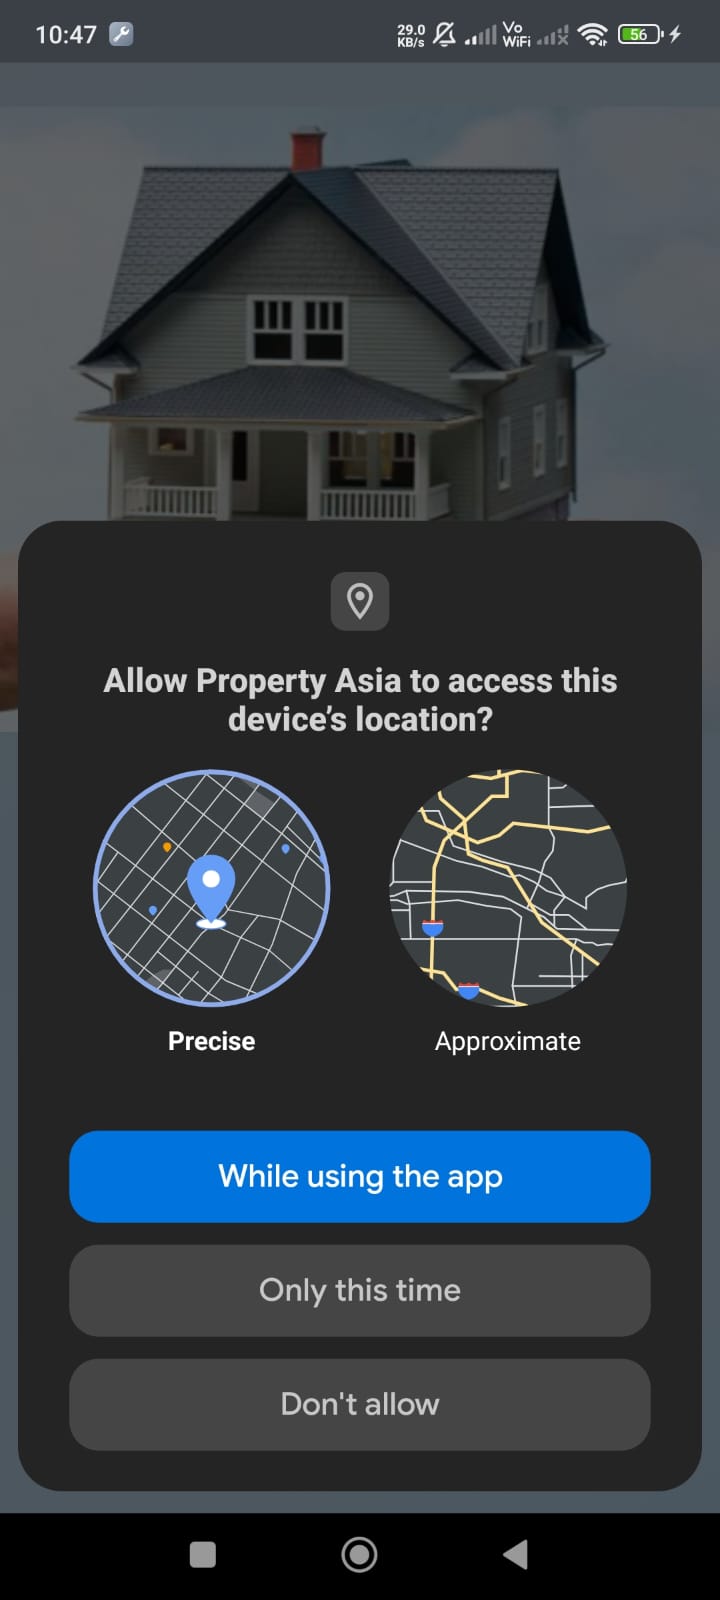 10:47
29.0
KB/s
Vo
WiFi
56
Allow Property Asia to access this
device’s location?
Precise
Approximate
While using the app
Only this time
Don't allow